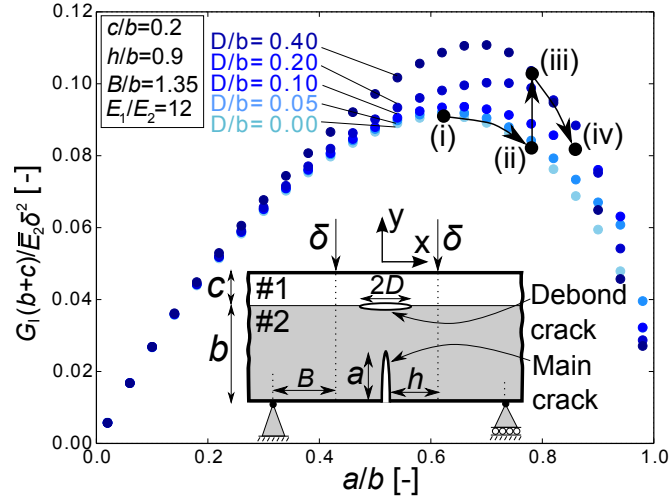 c/b=0.2
h/b=0.9
B/b=1.35
E₁/E₂=12
D/b= 0.40
D/b= 0.20
D/b= 0.10
D/b= 0.05
D/b= 0.00
(i)
(ii)
(iii)
(iv)
0.12
0.10
0.08
0.06
0.04
0.02
0.00
G_I(b+c)/E̅₂δ² [-]
δ
y
x
δ
c
#1
2D
Debond
crack
b
#2
a
B
h
Main
crack
0.0 0.2 0.4 0.6 0.8 1.0
a/b [-]